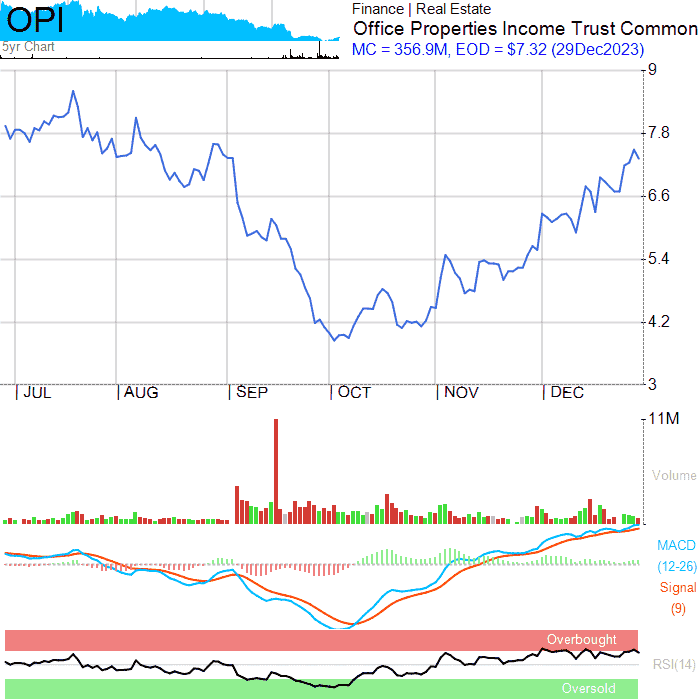 OPI
5yr Chart
Finance | Real Estate
Office Properties Income Trust Common
MC = 356.9M, EOD = $7.32 (29Dec2023)
9
7.8
6.6
5.4
4.2
3
JUL AUG SEP OCT NOV DEC
11M
Volume
MACD
(12-26)
Signal
(9)
Overbought
RSI(14)
Oversold